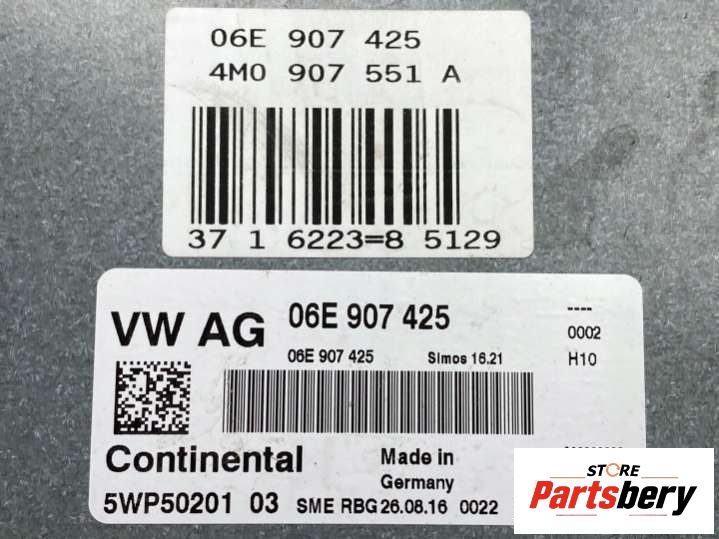 06E 907 425
4M0 907 551 A
37 1 6223=8 5129
VW AG 06E 907 425 ----
0002
06E 907 425 Simos 16.21 H10
Continental Made in
Germany
5WP50201 03 SME RBG 26.08.16 0022
STORE
Partsbery